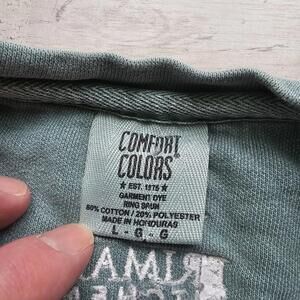 COMFORT
COLORS®
★ EST. 1975 ★
GARMENT DYE
RING SPUN
80% COTTON / 20% POLYESTER
MADE IN HONDURAS
L - G - G